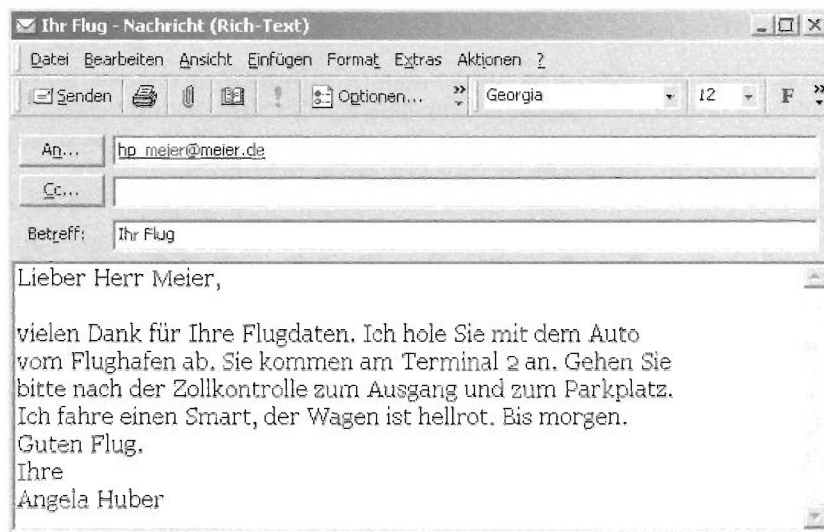 Ihr Flug - Nachricht (Rich-Text)
Datei Bearbeiten Ansicht Einfügen Format Extras Aktionen ?
Senden ! Optionen... » Georgia 12 F »
An... hp_meier@meier.de
Cc...
Betreff: Ihr Flug
Lieber Herr Meier,
vielen Dank für Ihre Flugdaten. Ich hole Sie mit dem Auto
vom Flughafen ab. Sie kommen am Terminal 2 an. Gehen Sie
bitte nach der Zollkontrolle zum Ausgang und zum Parkplatz.
Ich fahre einen Smart, der Wagen ist hellrot. Bis morgen.
Guten Flug.
Ihre
Angela Huber